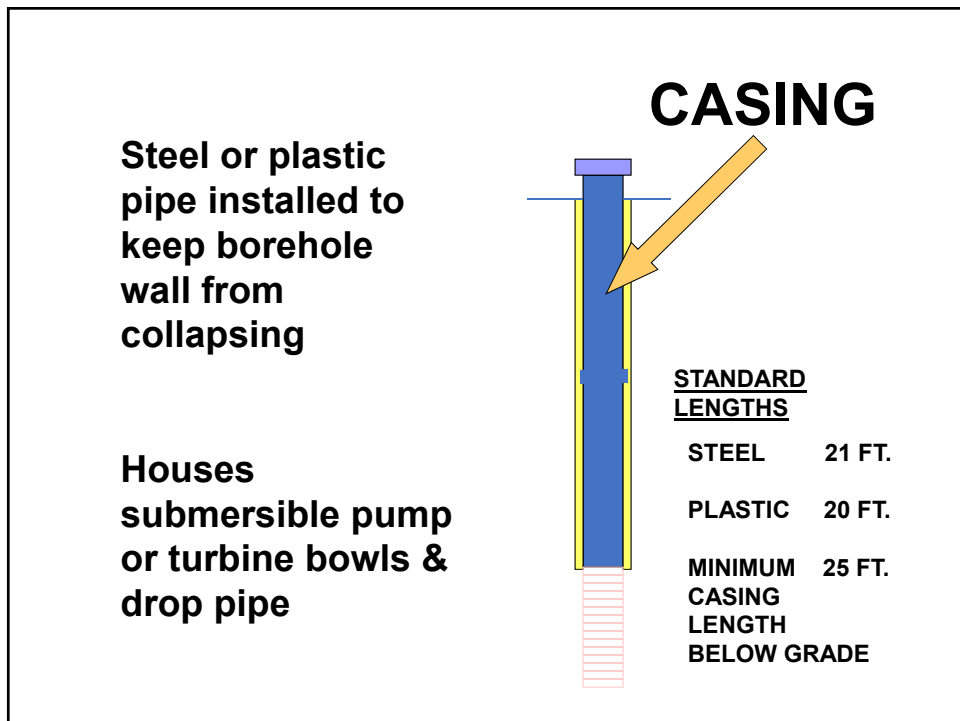 CASING
Steel or plastic
pipe installed to
keep borehole
wall from
collapsing
Houses
submersible pump
or turbine bowls &
drop pipe
STANDARD
LENGTHS
STEEL 21 FT.
PLASTIC 20 FT.
MINIMUM 25 FT.
CASING
LENGTH
BELOW GRADE